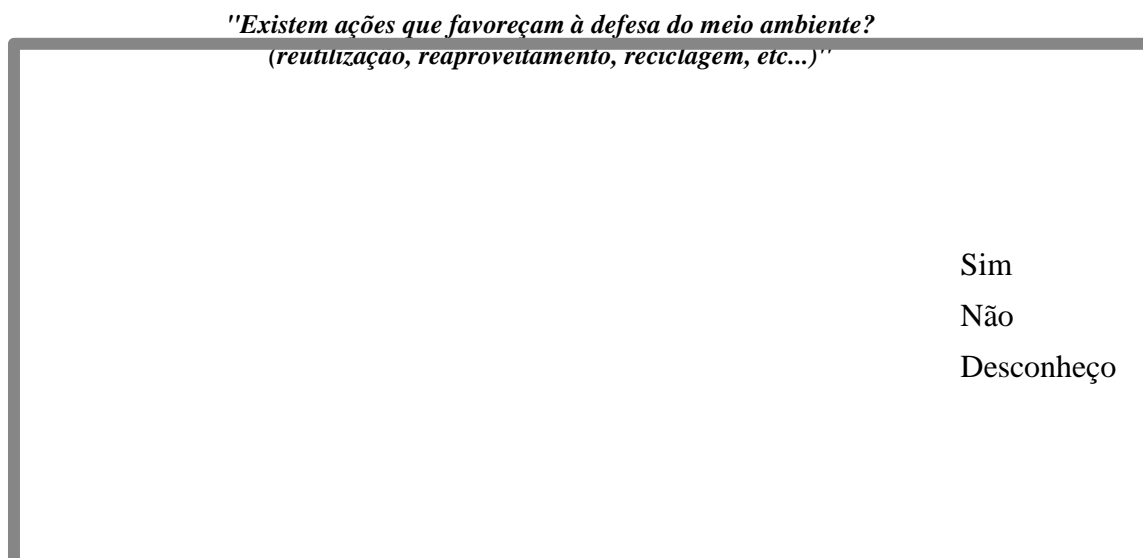 "Existem ações que favoreçam à defesa do meio ambiente?
(reutilização, reaproveitamento, reciclagem, etc...)"
Sim
Não
Desconheço